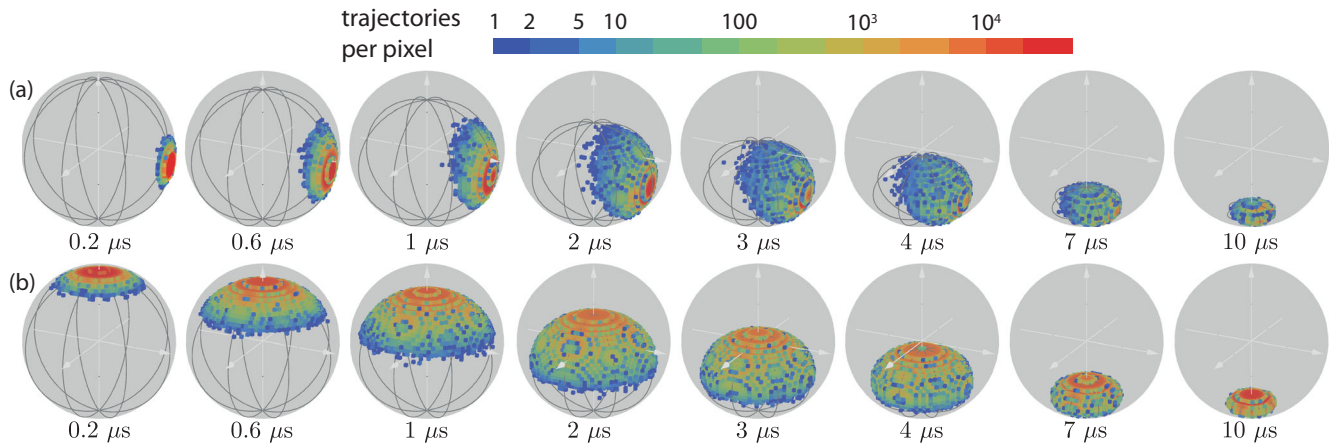 trajectories
per pixel
1 2 5 10 100 10³ 10⁴
(a)
0.2 μs 0.6 μs 1 μs 2 μs 3 μs 4 μs 7 μs 10 μs
(b)
0.2 μs 0.6 μs 1 μs 2 μs 3 μs 4 μs 7 μs 10 μs